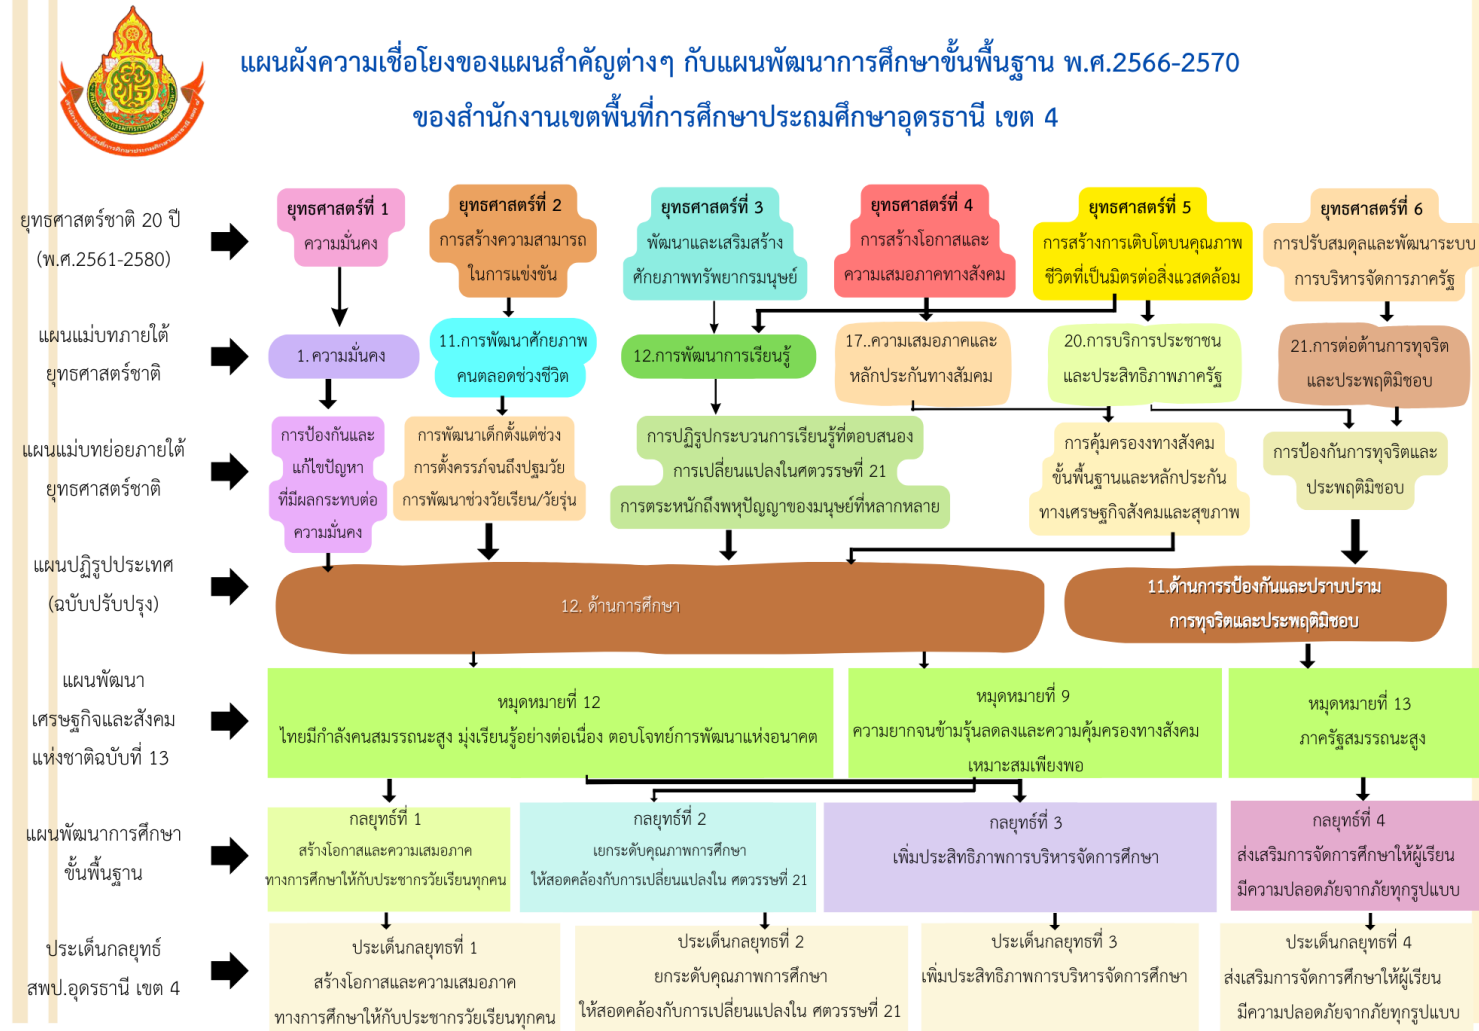 แผนผังความเชื่อโยงของแผนสำคัญต่างๆ กับแผนพัฒนาการศึกษาขั้นพื้นฐาน พ.ศ.2566-2570
ของสำนักงานเขตพื้นที่การศึกษาประถมศึกษาอุดรธานี เขต 4
ยุทธศาสตร์ชาติ 20 ปี
(พ.ศ.2561-2580)
ยุทธศาสตร์ที่ 1
ความมั่นคง
ยุทธศาสตร์ที่ 2
การสร้างความสามารถ
ในการแข่งขัน
ยุทธศาสตร์ที่ 3
พัฒนาและเสริมสร้าง
ศักยภาพทรัพยากรมนุษย์
ยุทธศาสตร์ที่ 4
การสร้างโอกาสและ
ความเสมอภาคทางสังคม
ยุทธศาสตร์ที่ 5
การสร้างการเติบโตบนคุณภาพ
ชีวิตที่เป็นมิตรต่อสิ่งแวสดล้อม
ยุทธศาสตร์ที่ 6
การปรับสมดุลและพัฒนาระบบ
การบริหารจัดการภาครัฐ
แผนแม่บทภายใต้
ยุทธศาสตร์ชาติ
1.ความมั่นคง
11.การพัฒนาศักยภาพ
คนตลอดช่วงชีวิต
12.การพัฒนาการเรียนรู้
17..ความเสมอภาคและ
หลักประกันทางสัมคม
20.การบริการประชาชน
และประสิทธิภาพภาครัฐ
21.การต่อต้านการทุจริต
และประพฤติมิชอบ
แผนแม่บทย่อยภายใต้
ยุทธศาสตร์ชาติ
การป้องกันและ
แก้ไขปัญหา
ที่มีผลกระทบต่อ
ความมั่นคง
การพัฒนาเด็กตั้งแต่ช่วง
การตั้งครรภ์จนถึงปฐมวัย
การพัฒนาช่วงวัยเรียน/วัยรุ่น
การปฏิรูปกระบวนการเรียนรู้ที่ตอบสนอง
การเปลี่ยนแปลงในศตวรรษที่ 21
การตระหนักถึงพหุปัญญาของมนุษย์ที่หลากหลาย
การคุ้มครองงทางสังคม
ขั้นพื้นฐานและหลักประกัน
ทางเศรษฐกิจสังคมและสุขภาพ
การป้องกันการทุจริตและ
ประพฤติมิชอบ
แผนปฏิรูปประเทศ
(ฉบับปรับปรุง)
12. ด้านการศึกษา
11.ด้านการรป้องกันและปราบปราม
การทุจริตและประพฤติมิชอบ
แผนพัฒนา
เศรษฐกิจและสังคม
แห่งชาติฉบับที่ 13
หมุดหมายที่ 12
ไทยมีกำลังคนสมรรถนะสูง มุ่งเรียนรู้อย่างต่อเนื่อง ตอบโจทย์การพัฒนาแห่งอนาคต
หมุดหมายที่ 9
ความยากจนข้ามรุ้นลดลงและความคุ้มครองทางสังคม
เหมาะสมเพียงพอ
หมุดหมายที่ 13
ภาครัฐสมรรถนะสูง
แผนพัฒนาการศึกษา
ขั้นพื้นฐาน
กลยุทธ์ที่ 1
สร้างโอกาสและความเสมอภาค
ทางการศึกษาให้กับประชากรวัยเรียนทุกคน
กลยุทธ์ที่ 2
เยกระดับคุณภาพการศึกษา
ให้สอดคล้องกับการเปลี่ยนแปลงใน ศตวรรษที่ 21
กลยุทธ์ที่ 3
เพิ่มประสิทธิภาพการบริหารจัดการศึกษา
กลยุทธ์ที่ 4
ส่งเสริมการจัดการศึกษาให้ผู้เรียน
มีความปลอดภัยจากภัยทุกรูปแบบ
ประเด็นกลยุทธ์
สพป.อุดรธานี เขต 4
ประเด็นกลยุทธที่ 1
สร้างโอกาสและความเสมอภาค
ทางการศึกษาให้กับประชากรวัยเรียนทุกคน
ประเด็นกลยุทธที่ 2
ยกระดับคุณภาพการศึกษา
ให้สอดคล้องกับการเปลี่ยนแปลงใน ศตวรรษที่ 21
ประเด็นกลยุทธที่ 3
เพิ่มประสิทธิภาพการบริหารจัดการศึกษา
ประเด็นกลยุทธที่ 4
ส่งเสริมการจัดการศึกษาให้ผู้เรียน
มีความปลอดภัยจากภัยทุกรูปแบบ